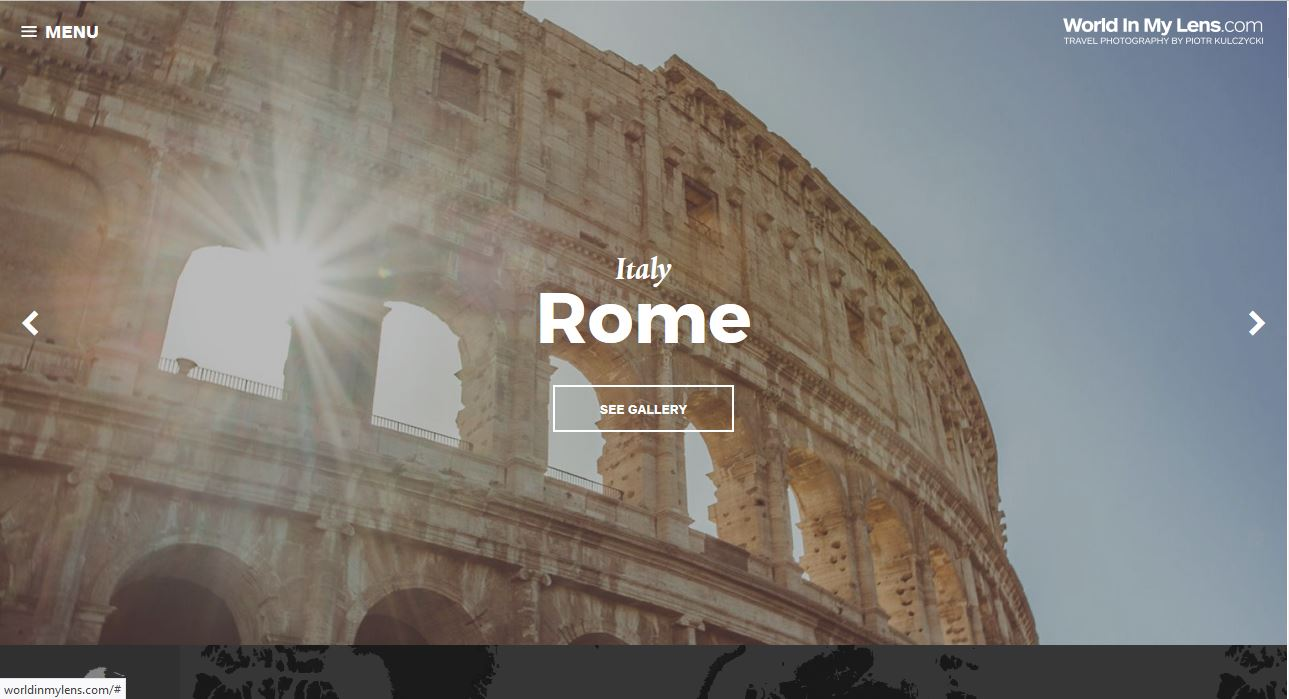 MENU
World In My Lens.com
TRAVEL PHOTOGRAPHY BY PIOTR KULCZYCKI
Italy
Rome
SEE GALLERY
worldinmylens.com/#